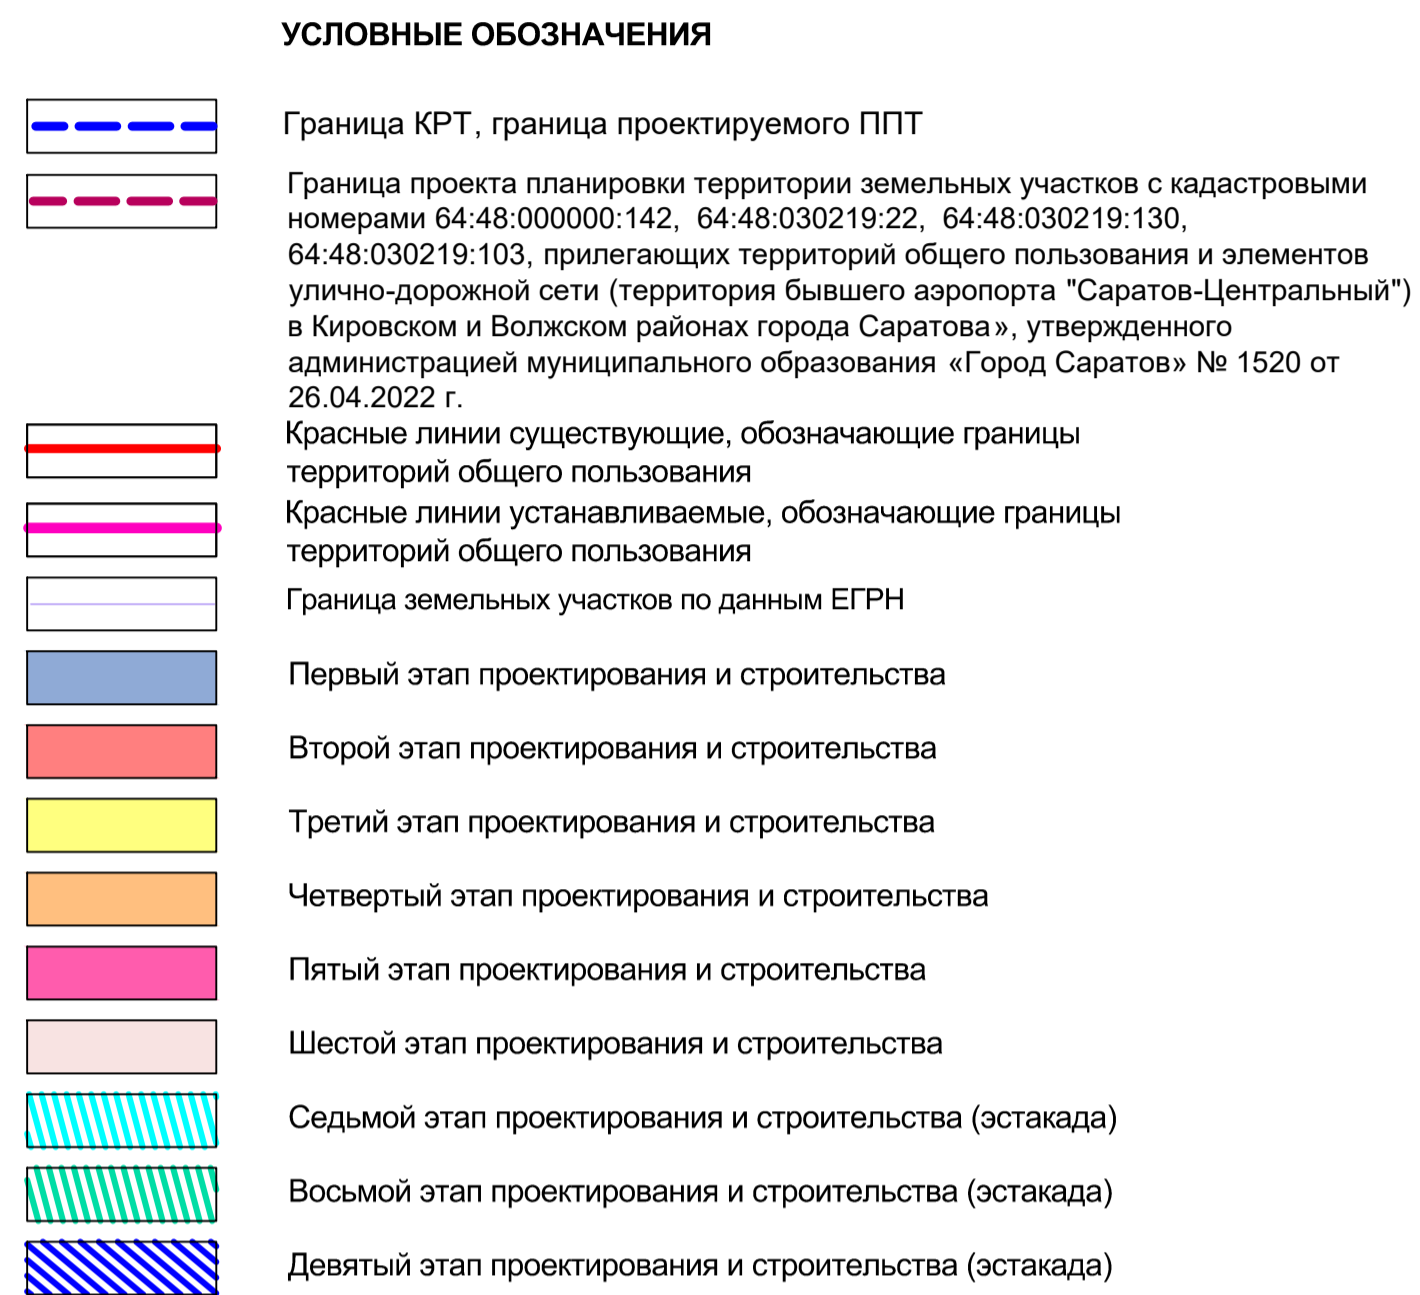 УСЛОВНЫЕ ОБОЗНАЧЕНИЯ
Граница КРТ, граница проектируемого ППТ
Граница проекта планировки территории земельных участков с кадастровыми
номерами 64:48:000000:142, 64:48:030219:22, 64:48:030219:130,
64:48:030219:103, прилегающих территорий общего пользования и элементов
улично-дорожной сети (территория бывшего аэропорта "Саратов-Центральный")
в Кировском и Волжском районах города Саратова», утвержденного
администрацией муниципального образования «Город Саратов» № 1520 от
26.04.2022 г.
Красные линии существующие, обозначающие границы
территорий общего пользования
Красные линии устанавливаемые, обозначающие границы
территорий общего пользования
Граница земельных участков по данным ЕГРН
Первый этап проектирования и строительства
Второй этап проектирования и строительства
Третий этап проектирования и строительства
Четвертый этап проектирования и строительства
Пятый этап проектирования и строительства
Шестой этап проектирования и строительства
Седьмой этап проектирования и строительства (эстакада)
Восьмой этап проектирования и строительства (эстакада)
Девятый этап проектирования и строительства (эстакада)